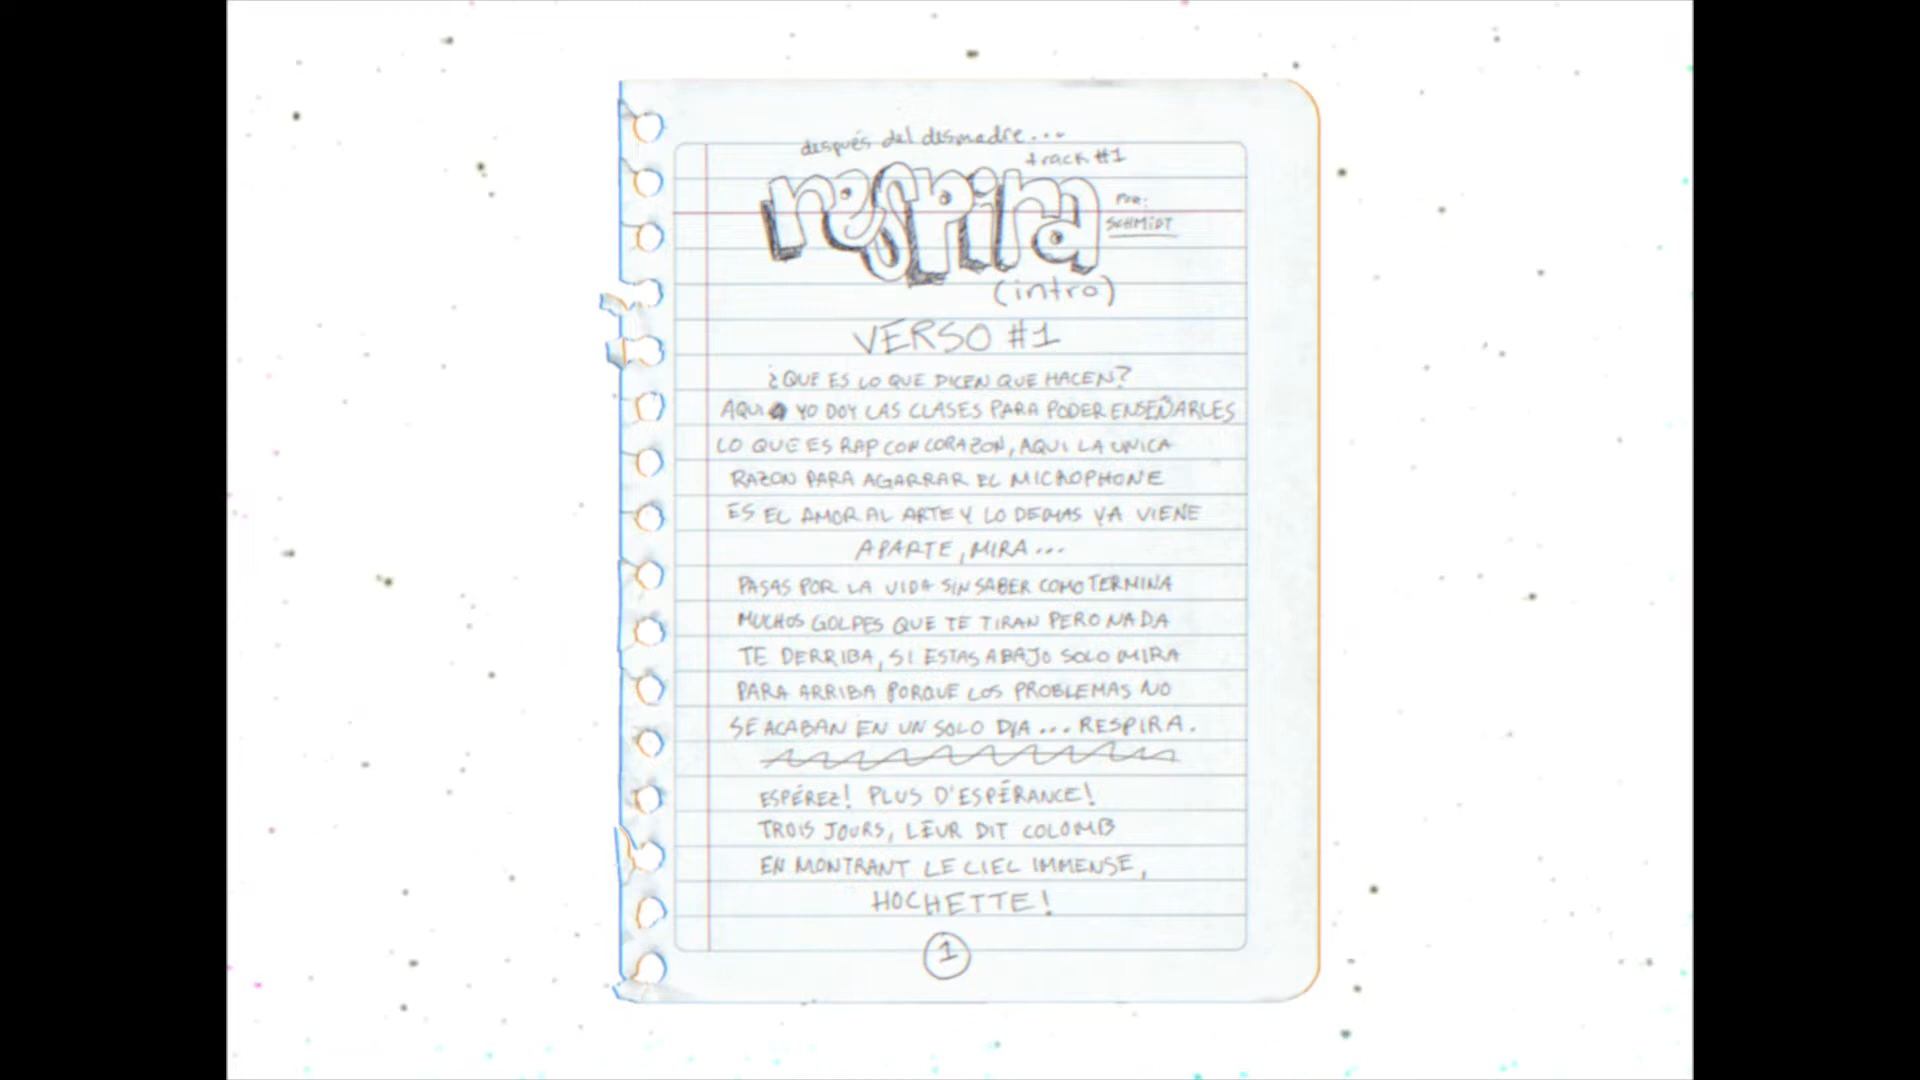 después del desmadre...
track #1
respira
POR:
SCHMIDT
(intro)
VERSO #1
¿QUE ES LO QUE DICEN QUE HACEN?
AQUI YO DOY LAS CLASES PARA PODER ENSEÑARLES
LO QUE ES RAP CON CORAZON, AQUI LA UNICA
RAZON PARA AGARRAR EL MICROPHONE
ES EL AMOR AL ARTE Y LO DEMAS YA VIENE
APARTE, MIRA...
PASAS POR LA VIDA SIN SABER COMO TERMINA
MUCHOS GOLPES QUE TE TIRAN PERO NADA
TE DERRIBA, SI ESTAS ABAJO SOLO MIRA
PARA ARRIBA PORQUE LOS PROBLEMAS NO
SE ACABAN EN UN SOLO DIA... RESPIRA.
ESPÉREZ! PLUS D'ESPÉRANCE!
TROIS JOURS, LEUR DIT COLOMB
EN MONTRANT LE CIEL IMMENSE,
HOCHETTE!
1